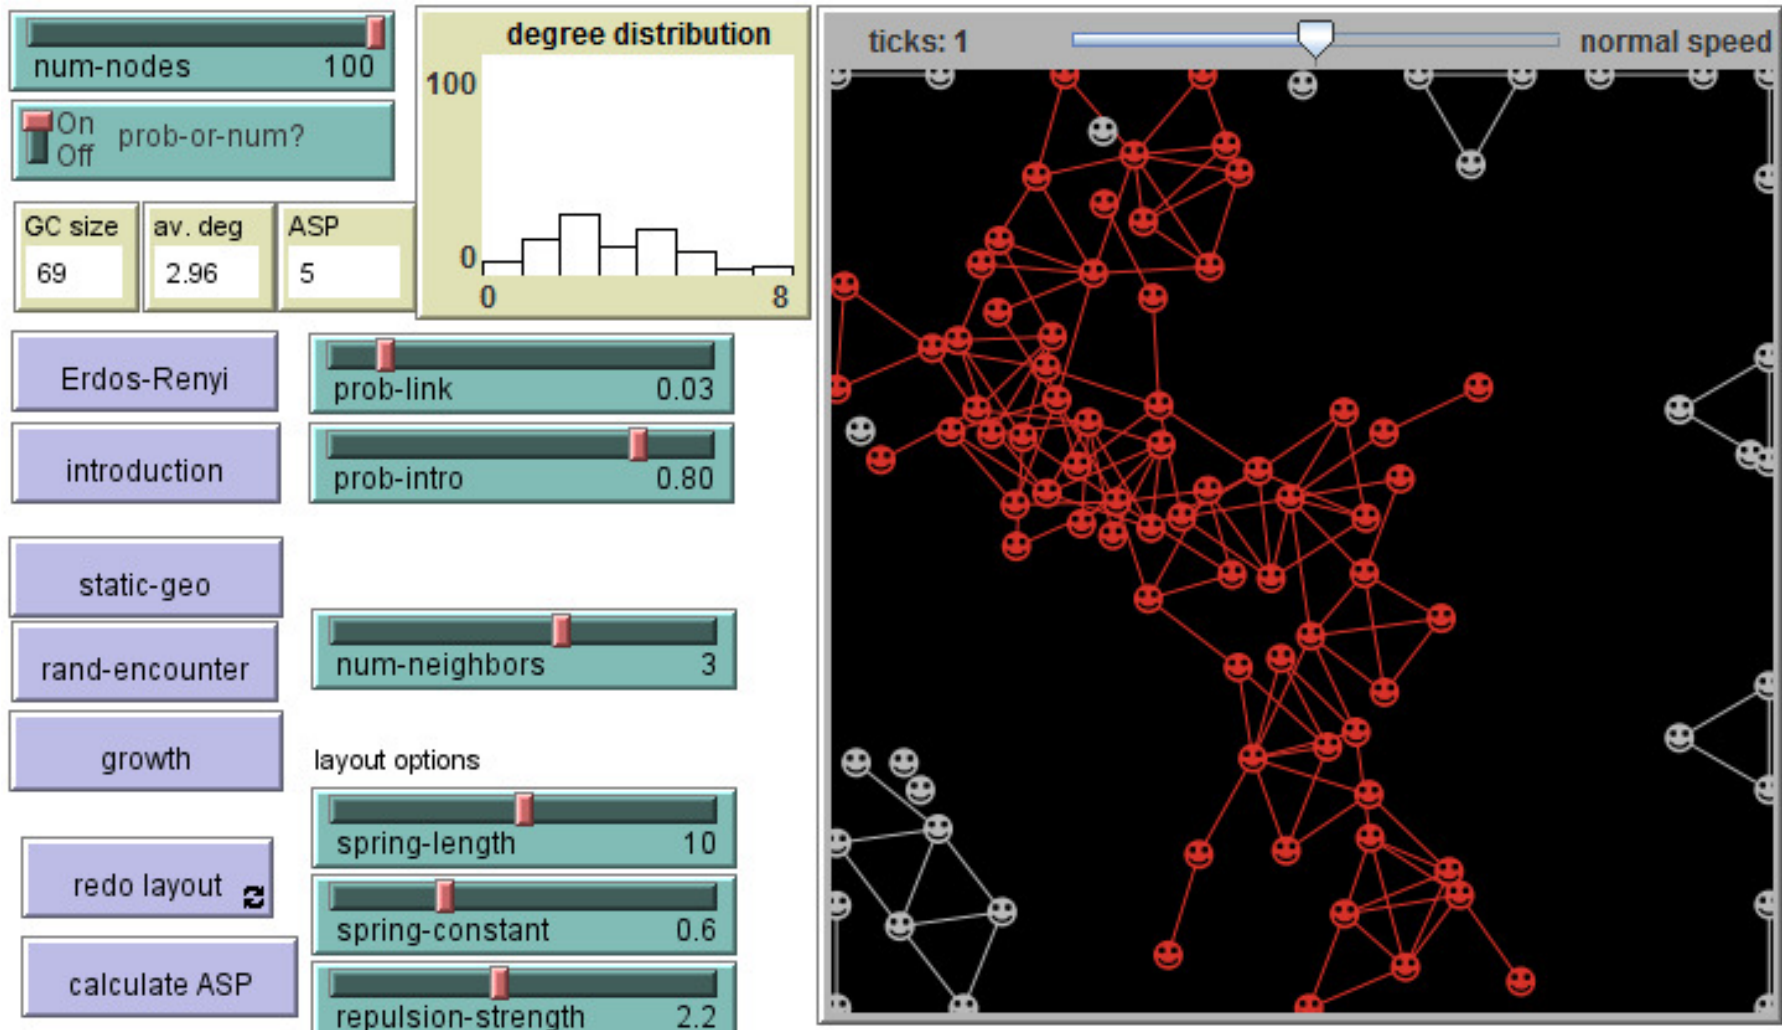 num-nodes 100
On
Off
prob-or-num?
GC size
69
av. deg
2.96
ASP
5
degree distribution
100
0
0 8
Erdos-Renyi
introduction
static-geo
rand-encounter
growth
redo layout
calculate ASP
prob-link 0.03
prob-intro 0.80
num-neighbors 3
layout options
spring-length 10
spring-constant 0.6
repulsion-strength 2.2
ticks: 1 normal speed